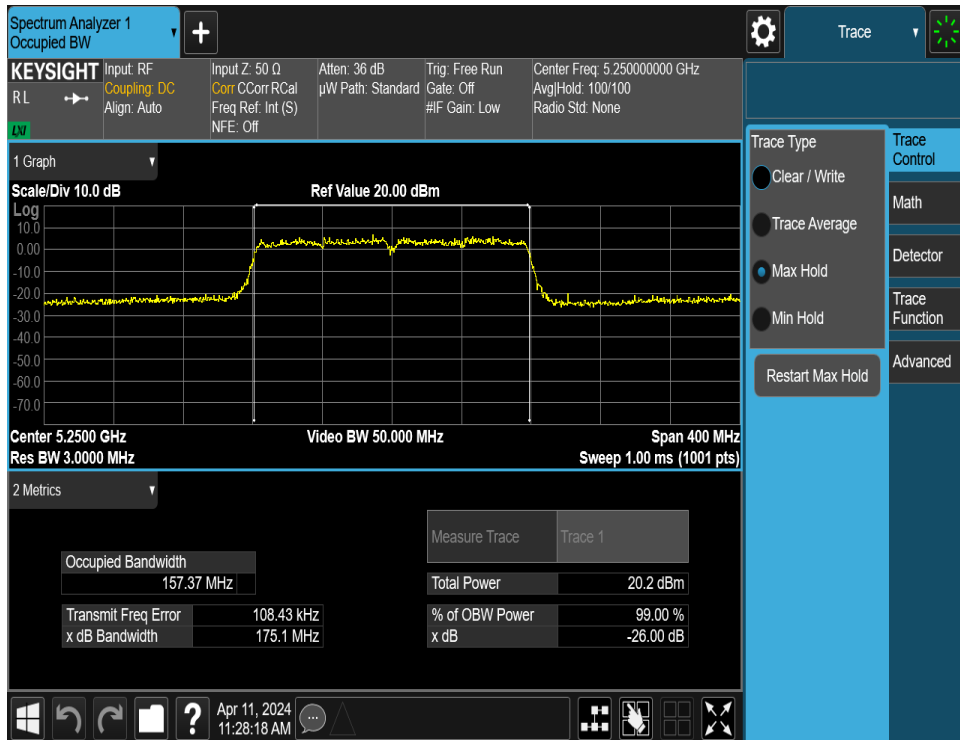 Spectrum Analyzer 1
Occupied BW
+
Trace
KEYSIGHT
R L
LXI
Input: RF
Coupling: DC
Align: Auto
Input Z: 50 Ω
Corr CCorr RCal
Freq Ref: Int (S)
NFE: Off
Atten: 36 dB
µW Path: Standard
Trig: Free Run
Gate: Off
#IF Gain: Low
Center Freq: 5.250000000 GHz
Avg|Hold: 100/100
Radio Std: None
1 Graph
Scale/Div 10.0 dB
Ref Value 20.00 dBm
Log
10.0
0.00
-10.0
-20.0
-30.0
-40.0
-50.0
-60.0
-70.0
Center 5.2500 GHz
Video BW 50.000 MHz
Span 400 MHz
Res BW 3.0000 MHz
Sweep 1.00 ms (1001 pts)
2 Metrics
Measure Trace
Trace 1
Occupied Bandwidth
157.37 MHz
Total Power
20.2 dBm
Transmit Freq Error
108.43 kHz
% of OBW Power
99.00 %
x dB Bandwidth
175.1 MHz
x dB
-26.00 dB
Trace Type
Clear / Write
Trace Average
Max Hold
Min Hold
Restart Max Hold
Trace
Control
Math
Detector
Trace
Function
Advanced
?
Apr 11, 2024
11:28:18 AM